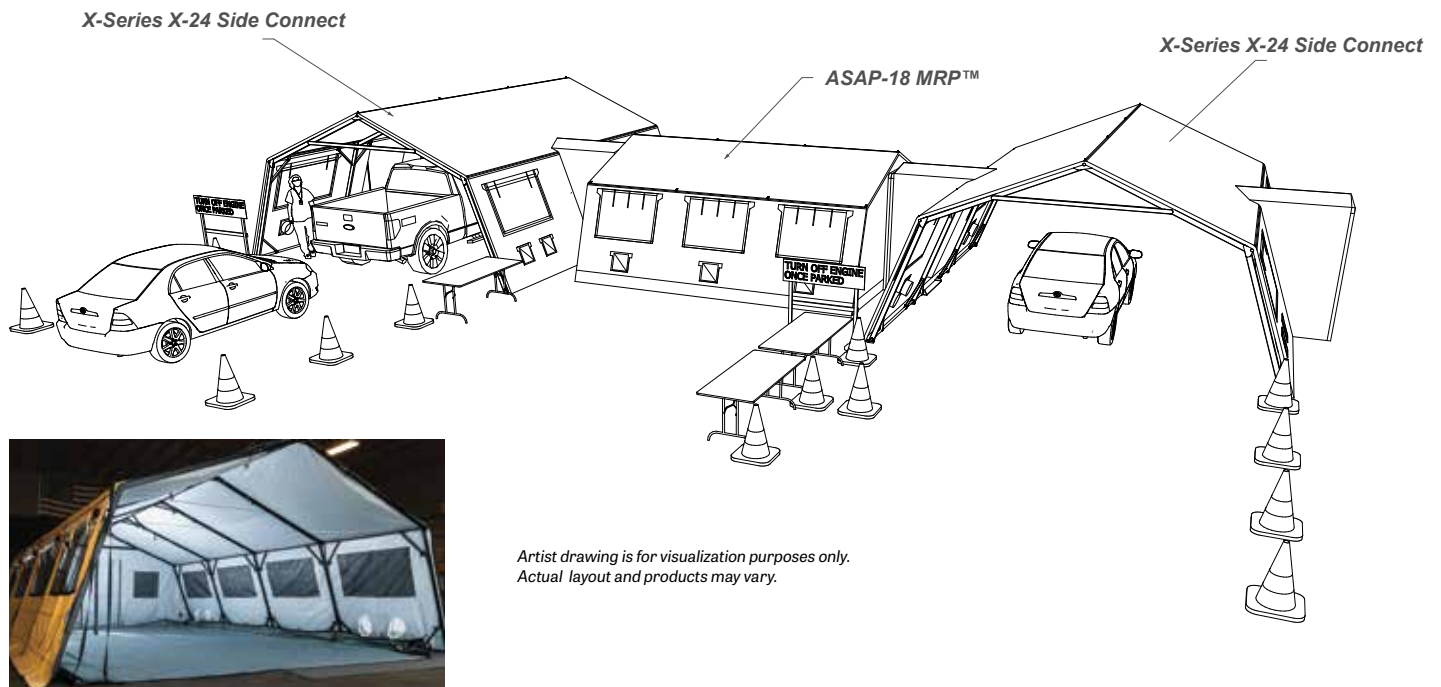 X-Series X-24 Side Connect
X-Series X-24 Side Connect
ASAP-18 MRP™
TURN OFF ENGINE
ONCE PARKED
TURN OFF ENGINE
ONCE PARKED
Artist drawing is for visualization purposes only.
Actual layout and products may vary.